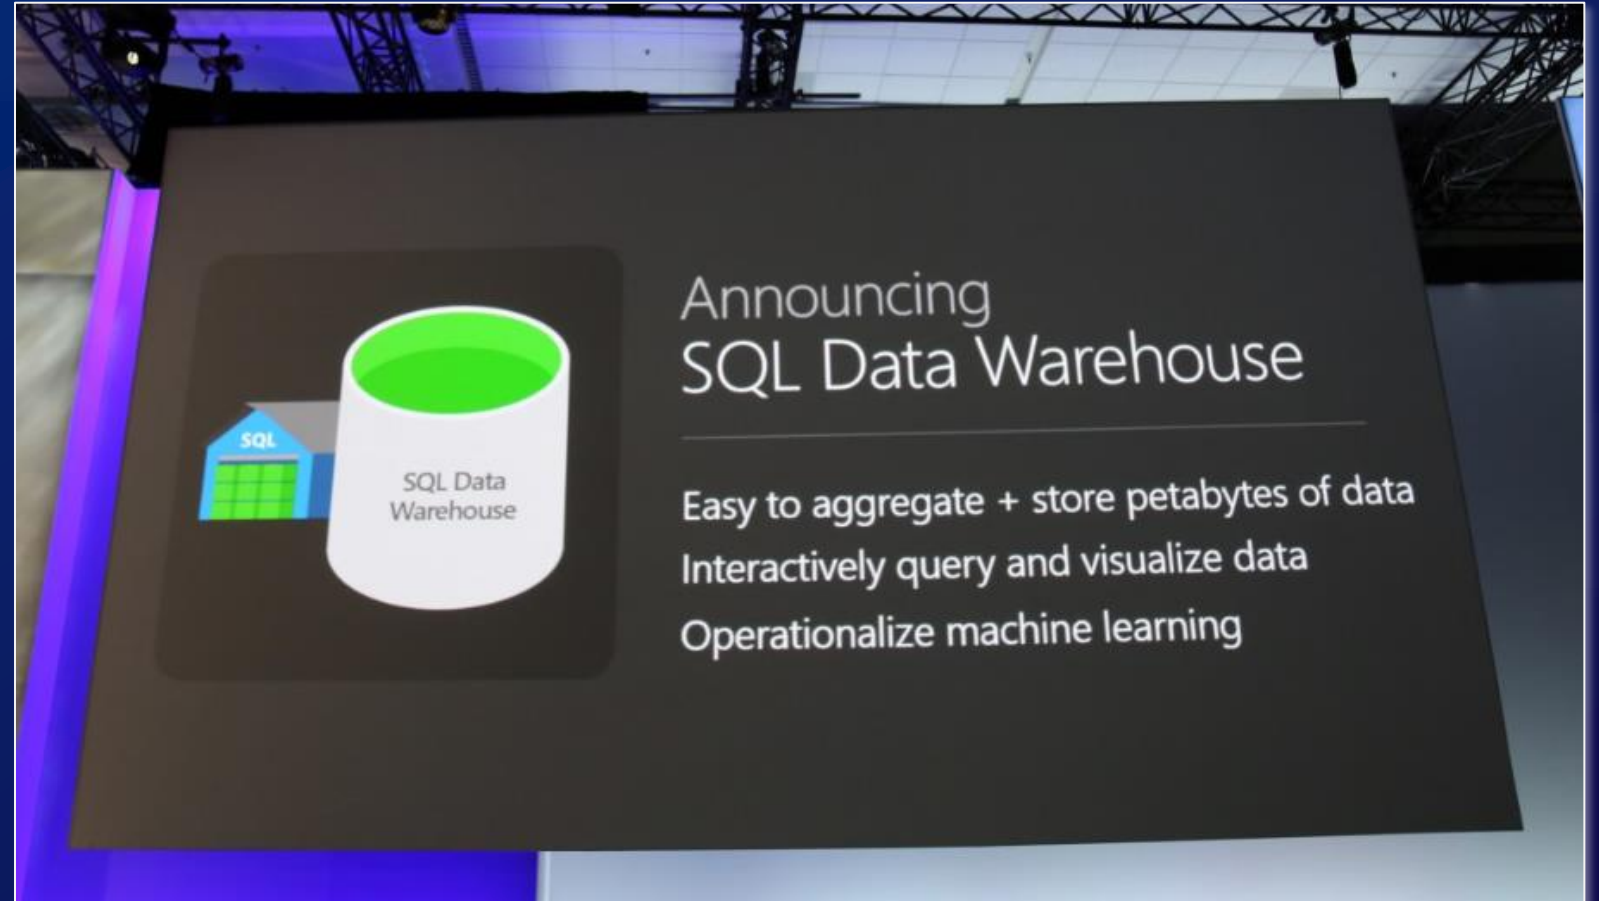 SQL
SQL Data
Warehouse
Announcing
SQL Data Warehouse
Easy to aggregate + store petabytes of data
Interactively query and visualize data
Operationalize machine learning